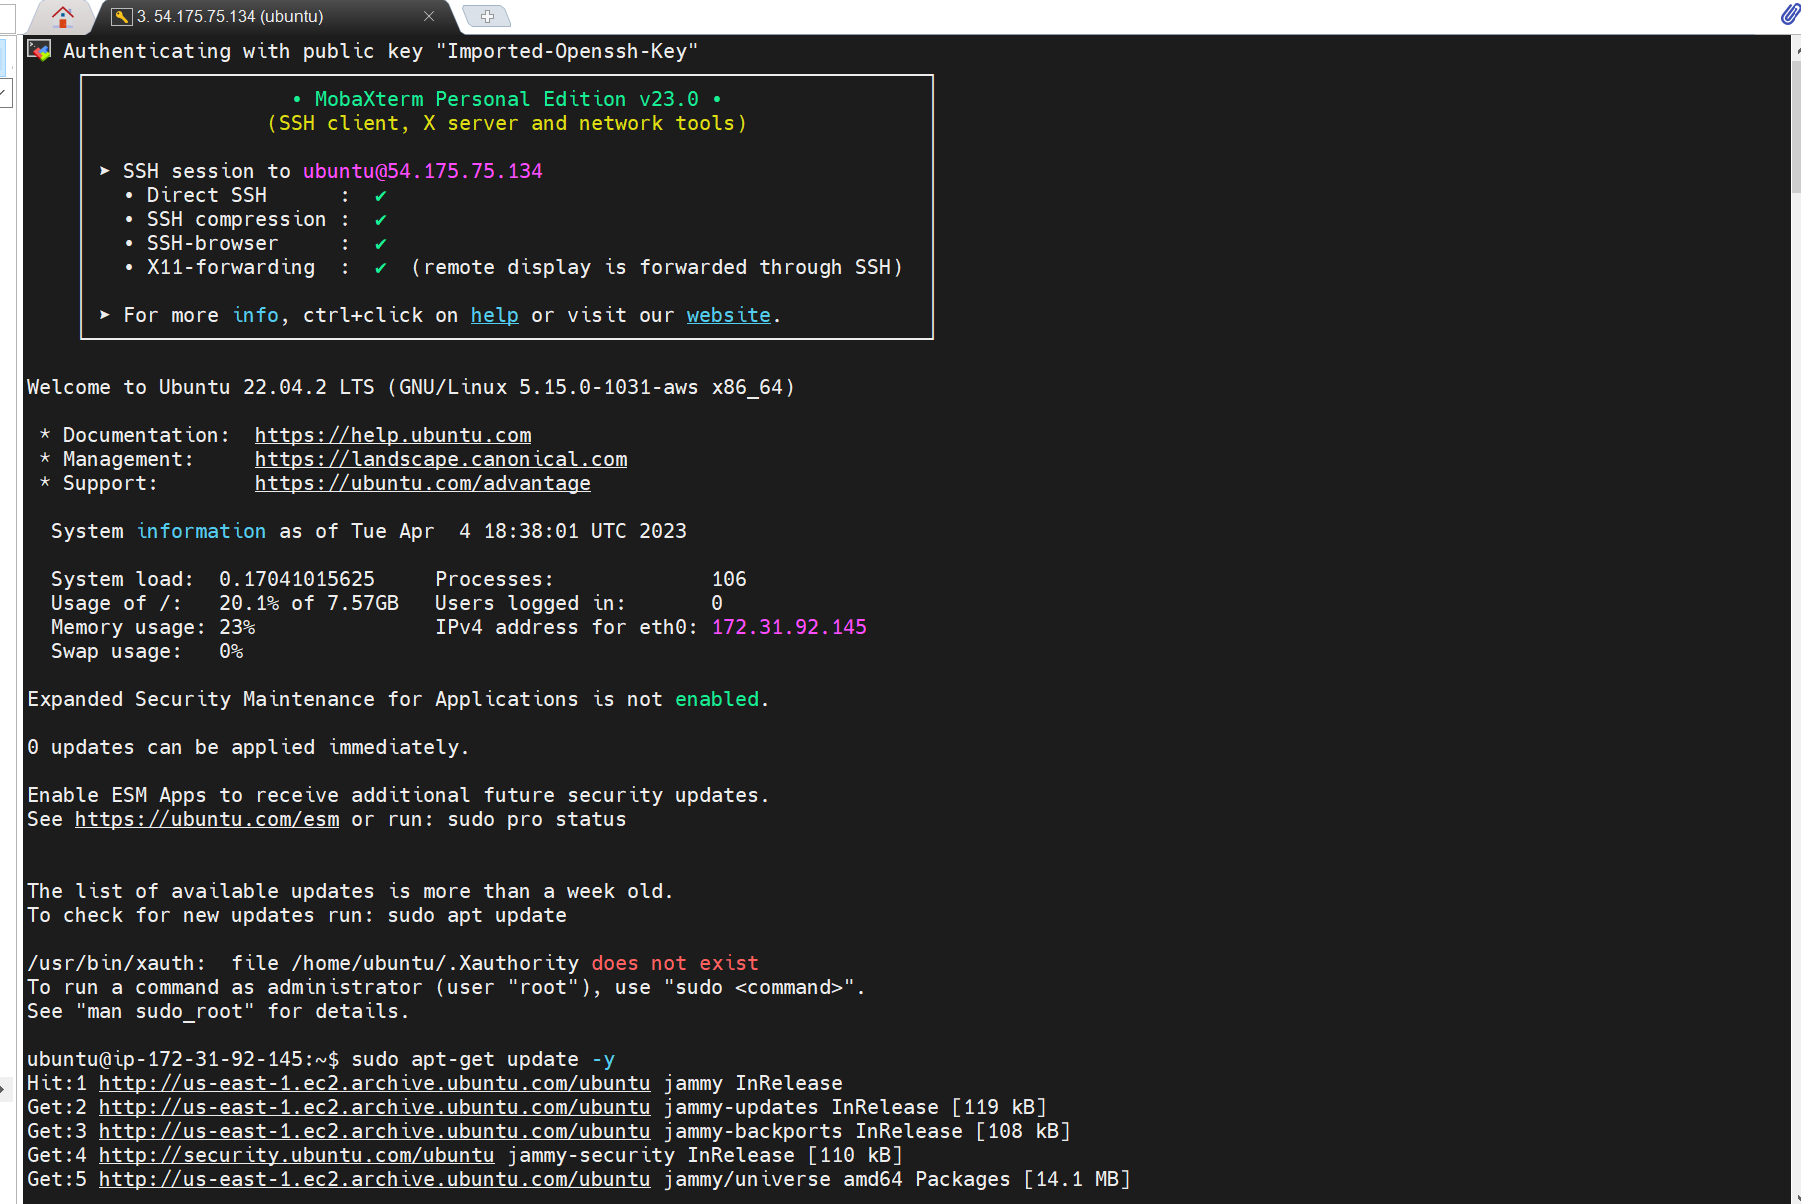 3. 54.175.75.134 (ubuntu)
Authenticating with public key "Imported-Openssh-Key"
• MobaXterm Personal Edition v23.0 •
(SSH client, X server and network tools)
➤ SSH session to ubuntu@54.175.75.134
• Direct SSH      :  ✔
• SSH compression :  ✔
• SSH-browser     :  ✔
• X11-forwarding  :  ✔  (remote display is forwarded through SSH)
➤ For more info, ctrl+click on help or visit our website.
Welcome to Ubuntu 22.04.2 LTS (GNU/Linux 5.15.0-1031-aws x86_64)
* Documentation:  https://help.ubuntu.com
* Management:     https://landscape.canonical.com
* Support:        https://ubuntu.com/advantage
System information as of Tue Apr  4 18:38:01 UTC 2023
System load:  0.17041015625     Processes:             106
Usage of /:   20.1% of 7.57GB   Users logged in:       0
Memory usage: 23%               IPv4 address for eth0: 172.31.92.145
Swap usage:   0%
Expanded Security Maintenance for Applications is not enabled.
0 updates can be applied immediately.
Enable ESM Apps to receive additional future security updates.
See https://ubuntu.com/esm or run: sudo pro status
The list of available updates is more than a week old.
To check for new updates run: sudo apt update
/usr/bin/xauth:  file /home/ubuntu/.Xauthority does not exist
To run a command as administrator (user "root"), use "sudo <command>".
See "man sudo_root" for details.
ubuntu@ip-172-31-92-145:~$ sudo apt-get update -y
Hit:1 http://us-east-1.ec2.archive.ubuntu.com/ubuntu jammy InRelease
Get:2 http://us-east-1.ec2.archive.ubuntu.com/ubuntu jammy-updates InRelease [119 kB]
Get:3 http://us-east-1.ec2.archive.ubuntu.com/ubuntu jammy-backports InRelease [108 kB]
Get:4 http://security.ubuntu.com/ubuntu jammy-security InRelease [110 kB]
Get:5 http://us-east-1.ec2.archive.ubuntu.com/ubuntu jammy/universe amd64 Packages [14.1 MB]